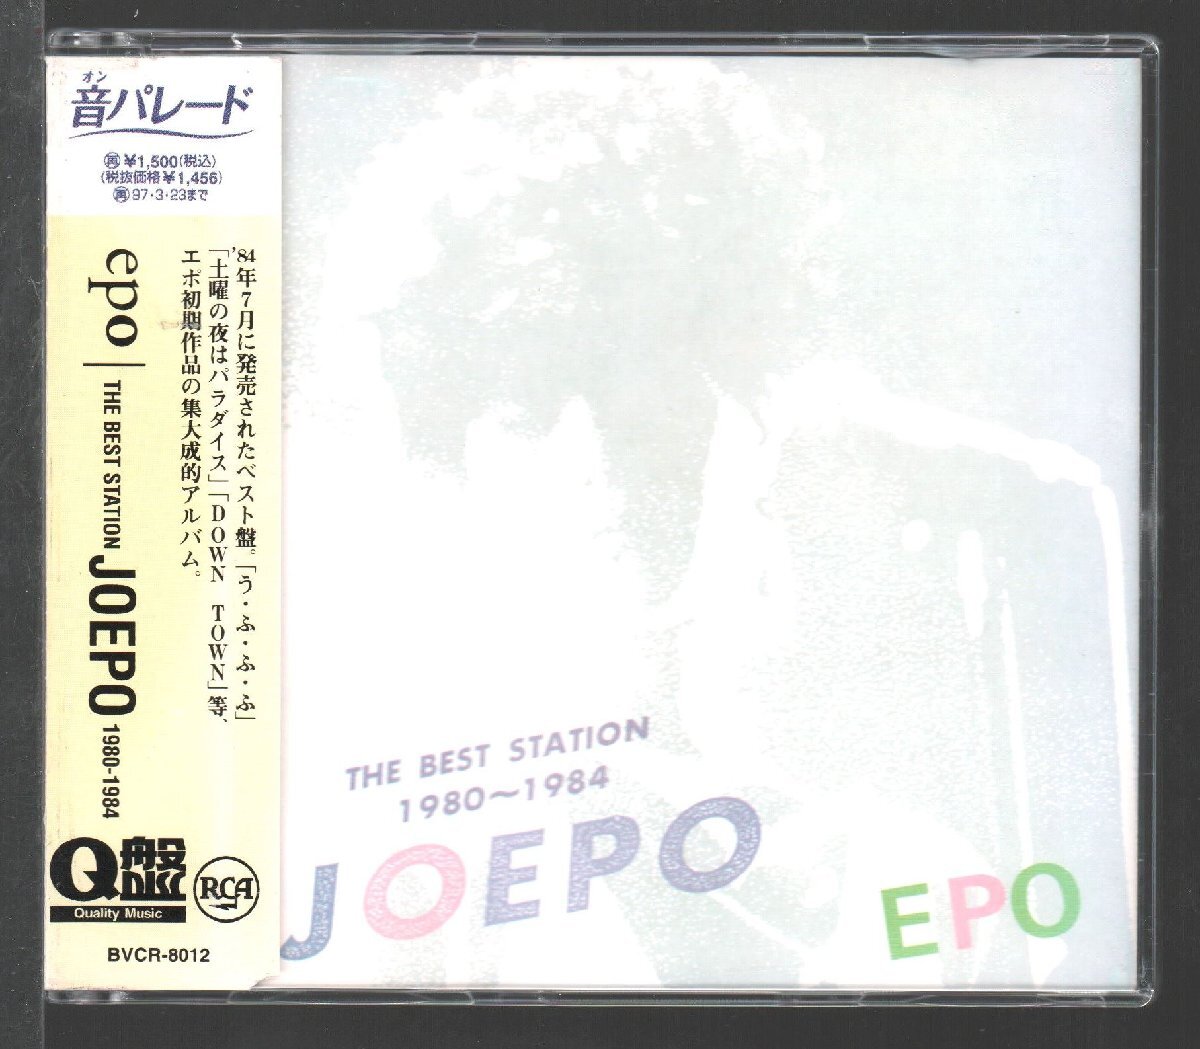 オン
音パレード
再¥1,500(税込)
(税抜価格¥1,456)
再97・3・23まで
'84年7月に発売されたベスト盤。「う・ふ・ふ・ふ」
「土曜の夜はパラダイス」「DOWN TOWN」等、
エポ初期作品の集大成的アルバム。
epo | THE BEST STATION JOEPO 1980-1984
Q盤
DISC
Quality Music
RCA
BVCR-8012
THE BEST STATION
1980〜1984
JOEPO
EPO